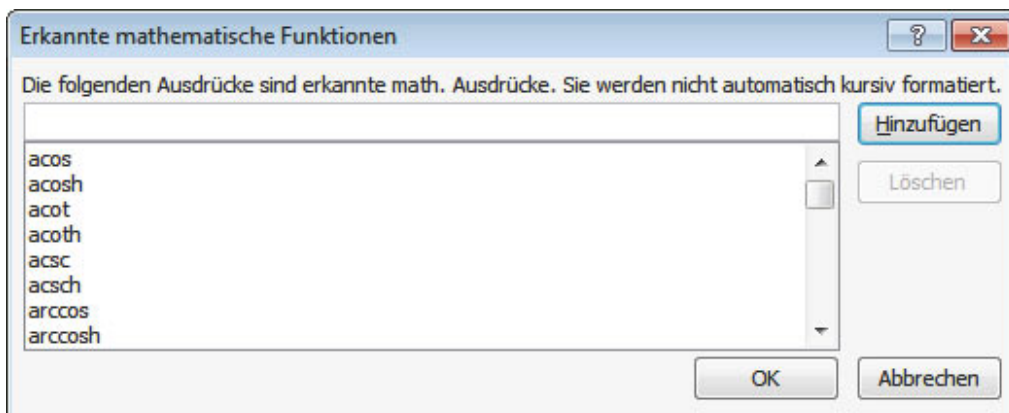 Erkannte mathematische Funktionen
?
Die folgenden Ausdrücke sind erkannte math. Ausdrücke. Sie werden nicht automatisch kursiv formatiert.
Hinzufügen
acos
Löschen
acosh
acot
acoth
acsc
acsch
arccos
arccosh
OK
Abbrechen